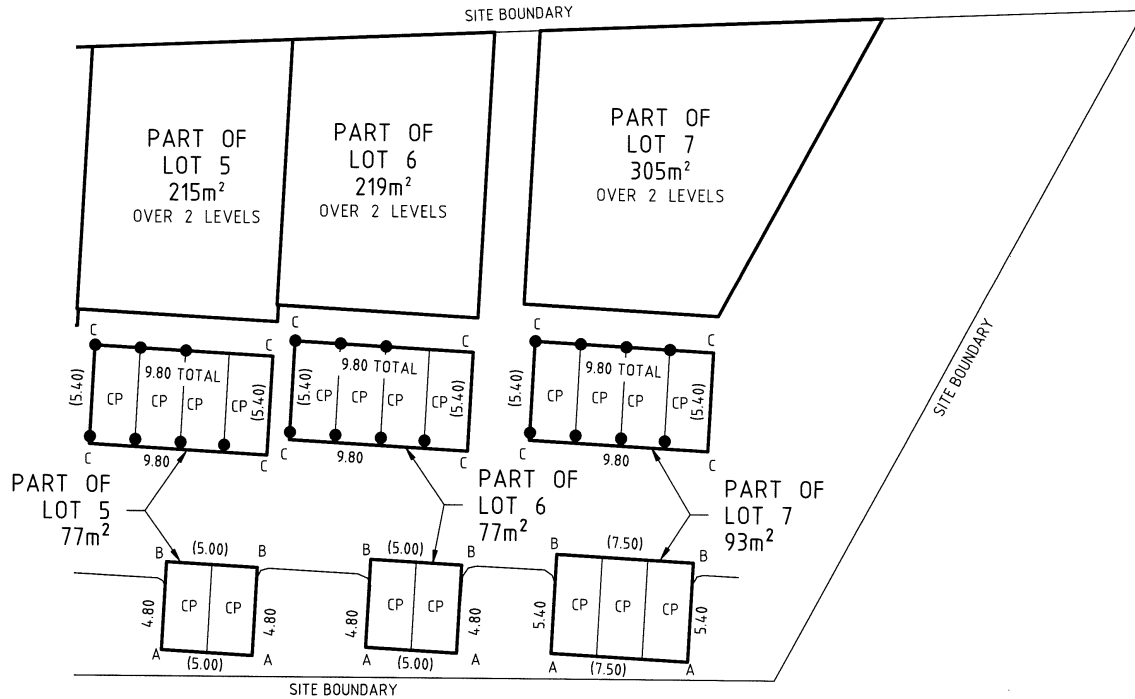 SITE BOUNDARY
PART OF
LOT 5
215m²
OVER 2 LEVELS
PART OF
LOT 6
219m²
OVER 2 LEVELS
PART OF
LOT 7
305m²
OVER 2 LEVELS
SITE BOUNDARY
C
C
9.80 TOTAL
(5.40)
CP
CP
CP
CP
(5.40)
C
9.80
C
C
C
9.80 TOTAL
(5.40)
CP
CP
CP
CP
(5.40)
C
9.80
C
C
C
9.80 TOTAL
(5.40)
CP
CP
CP
CP
(5.40)
C
9.80
C
PART OF
LOT 5
77m²
PART OF
LOT 6
77m²
PART OF
LOT 7
93m²
B
(5.00)
B
4.80
CP
CP
4.80
A
(5.00)
A
B
(5.00)
B
4.80
CP
CP
4.80
A
(5.00)
A
B
(7.50)
B
5.40
CP
CP
CP
5.40
A
(7.50)
A
SITE BOUNDARY